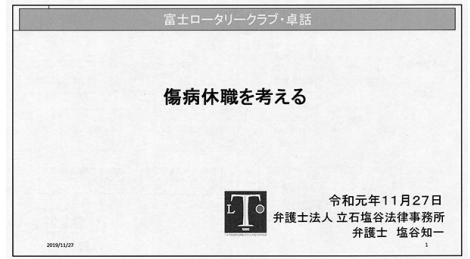 富士ロータリークラブ・卓話
傷病休職を考える
L T
令和元年11月27日
弁護士法人 立石塩谷法律事務所
弁護士 塩谷知一
2019/11/27
1